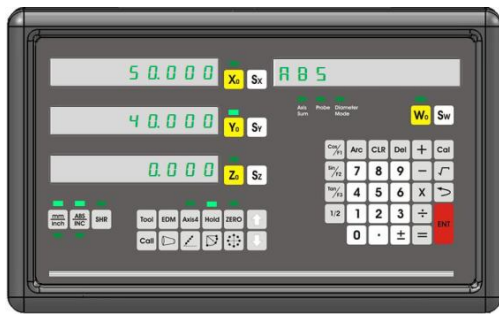 50.000 X₀ Sx ABS
Axis Sum Probe Diameter Mode
W₀ Sw
40.000 Y₀ Sy
0.000 Z₀ Sz
Cos/F1 Arc CLR Del + Cal
Sin/F2 7 8 9 − √
tan/F3 4 5 6 X
1/2 1 2 3 ÷ ENT
0 · ± =
mm inch ABS INC SHR
Tool EDM Axis4 Hold ZERO
Call